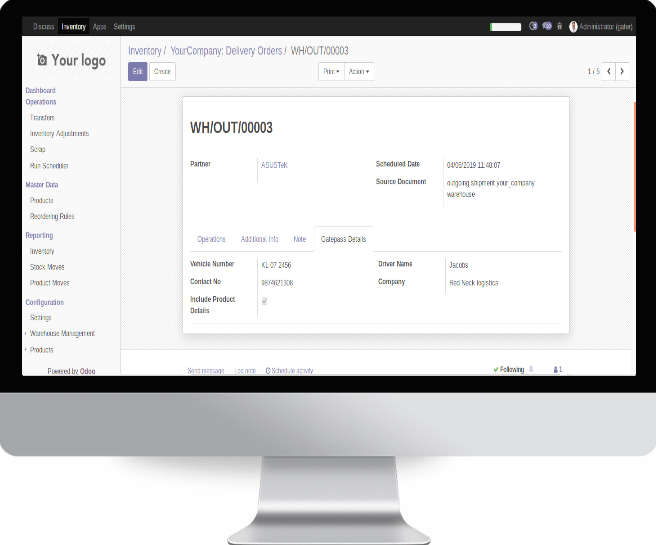 Discuss Inventory Apps Settings Administrator (gater)
Your logo
Inventory / YourCompany: Delivery Orders / WH/OUT/00003
Edit Create Print Action 1 / 5
Dashboard
Operations
Transfers
Inventory Adjustments
Scrap
Run Scheduler
Master Data
Products
Reordering Rules
Reporting
Inventory
Stock Moves
Product Moves
Configuration
Settings
Warehouse Management
Products
Powered by Odoo
WH/OUT/00003
Partner ASUSTeK
Scheduled Date 04/06/2019 11:48:07
Source Document outgoing shipment your_company
warehouse
Operations Additional Info Note Gatepass Details
Vehicle Number KL 07 2456
Driver Name Jacobs
Contact No 9874621308
Company Red Neck logistics
Include Product
Details
Send message Log note Schedule activity Following 1